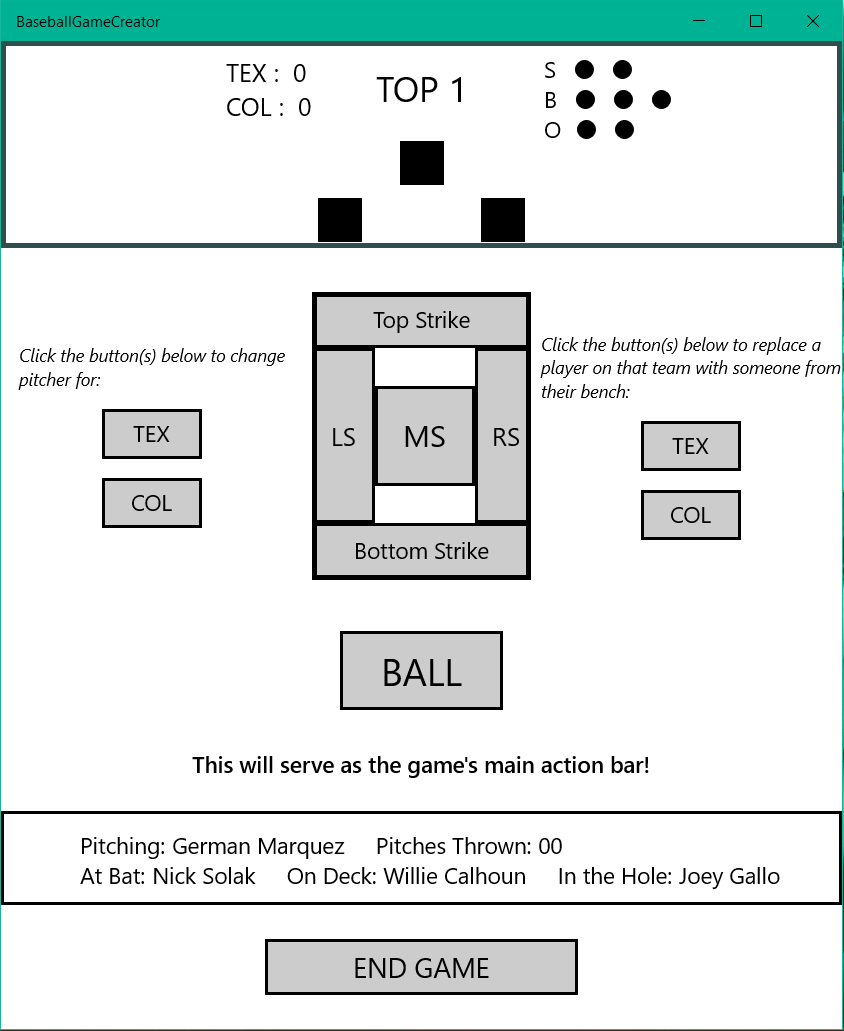 BaseballGameCreator
TEX : 0
COL : 0
TOP 1
S
B
O
Click the button(s) below to change
pitcher for:
TEX
COL
Top Strike
LS
MS
RS
Bottom Strike
Click the button(s) below to replace a
player on that team with someone from
their bench:
TEX
COL
BALL
This will serve as the game's main action bar!
Pitching: German Marquez Pitches Thrown: 00
At Bat: Nick Solak On Deck: Willie Calhoun In the Hole: Joey Gallo
END GAME